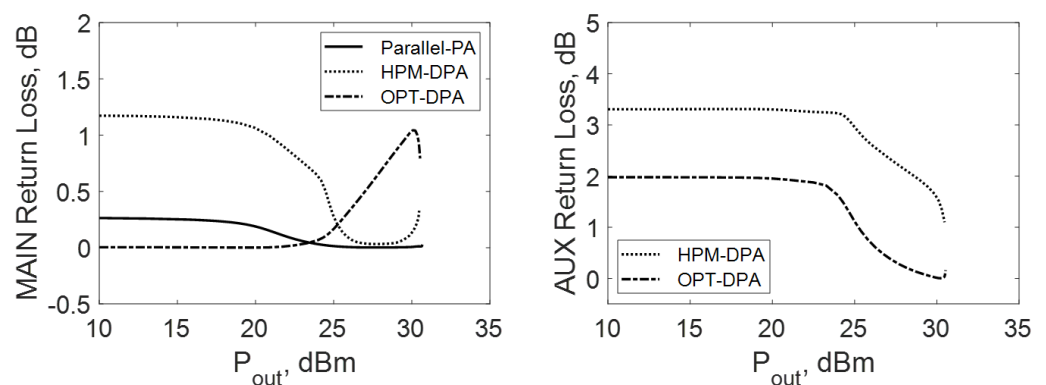 MAIN Return Loss, dB
2
1.5
1
0.5
0
-0.5
10
15
20
25
30
35
P_out, dBm
Parallel-PA
HPM-DPA
OPT-DPA
AUX Return Loss, dB
5
4
3
2
1
0
10
15
20
25
30
35
P_out, dBm
HPM-DPA
OPT-DPA